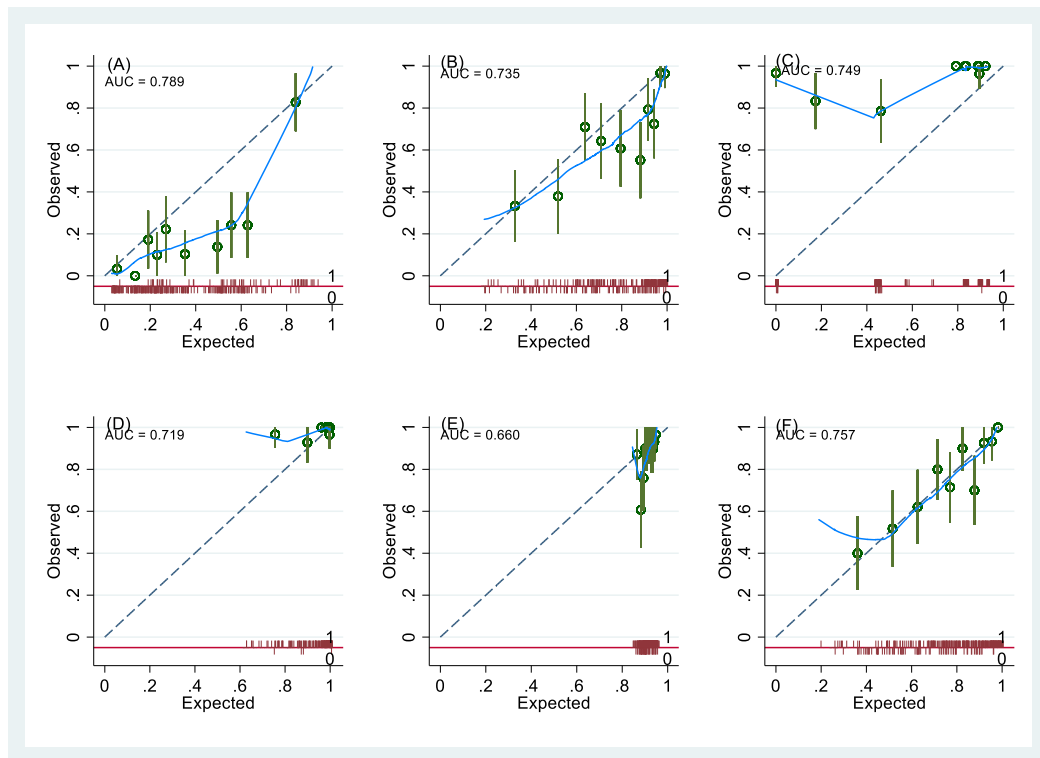 (A)
AUC = 0.789
Observed
0 .2 .4 .6 .8 1
1
0
0 .2 .4 .6 .8 1
Expected
(B)
AUC = 0.735
Observed
0 .2 .4 .6 .8 1
1
0
0 .2 .4 .6 .8 1
Expected
(C)
AUC = 0.749
Observed
0 .2 .4 .6 .8 1
1
0
0 .2 .4 .6 .8 1
Expected
(D)
AUC = 0.719
Observed
0 .2 .4 .6 .8 1
1
0
0 .2 .4 .6 .8 1
Expected
(E)
AUC = 0.660
Observed
0 .2 .4 .6 .8 1
1
0
0 .2 .4 .6 .8 1
Expected
(F)
AUC = 0.757
Observed
0 .2 .4 .6 .8 1
1
0
0 .2 .4 .6 .8 1
Expected